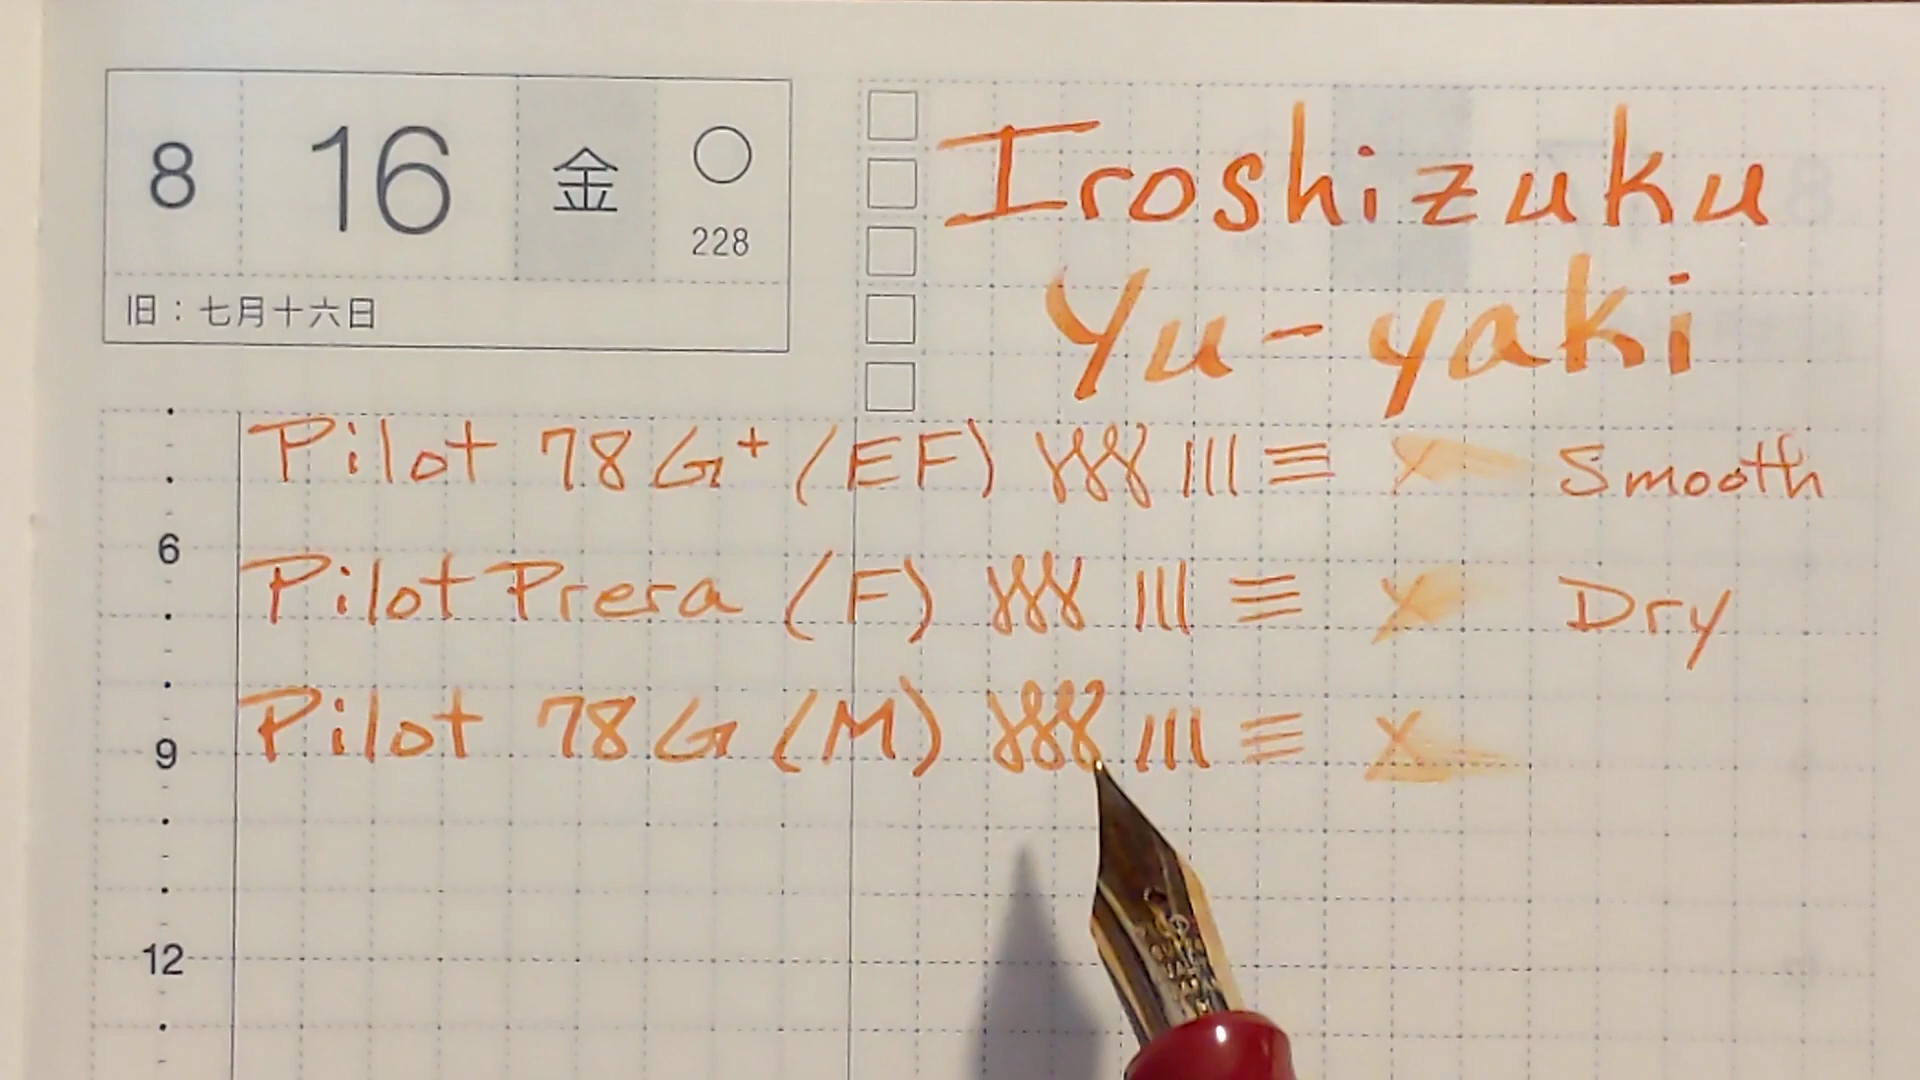 8 16 金 ○
228
旧：七月十六日
Iroshizuku
Yu-yaki
Pilot 78G+ (EF) Smooth
6
Pilot Prera (F) Dry
Pilot 78G (M)
9
12